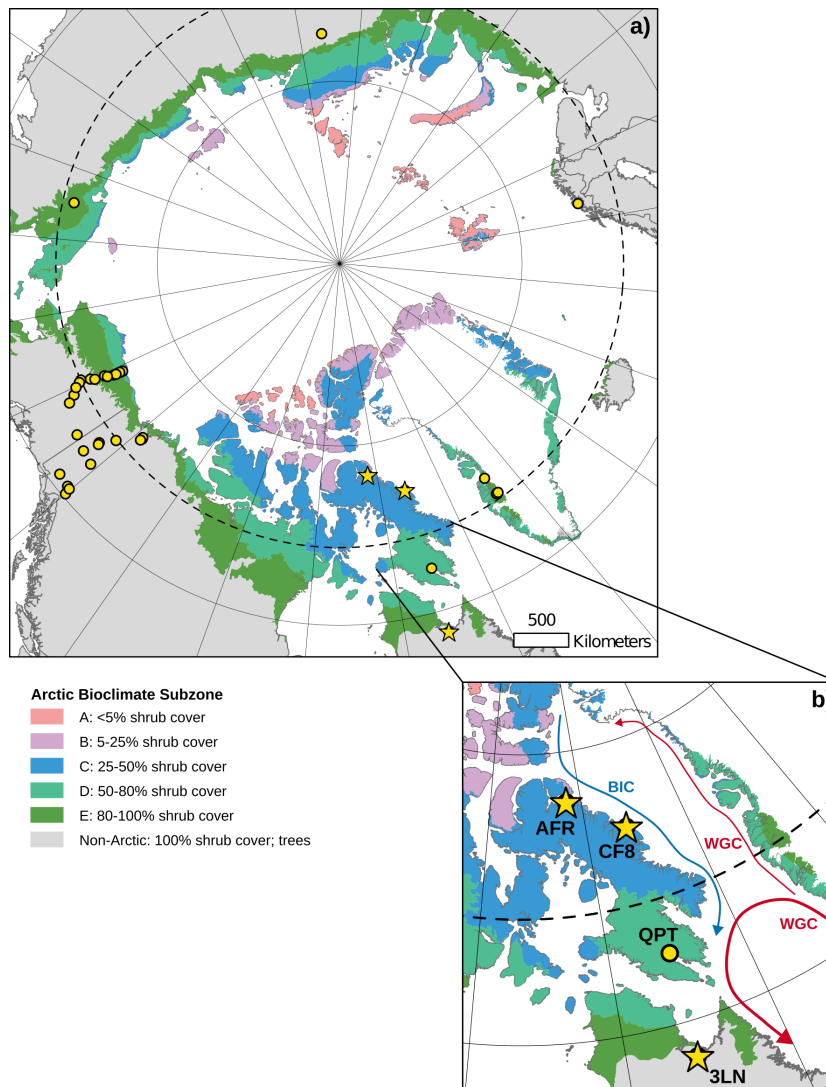 a)
500
Kilometers
Arctic Bioclimate Subzone
A: <5% shrub cover
B: 5-25% shrub cover
C: 25-50% shrub cover
D: 50-80% shrub cover
E: 80-100% shrub cover
Non-Arctic: 100% shrub cover; trees
b
BIC
AFR
CF8
WGC
WGC
QPT
3LN